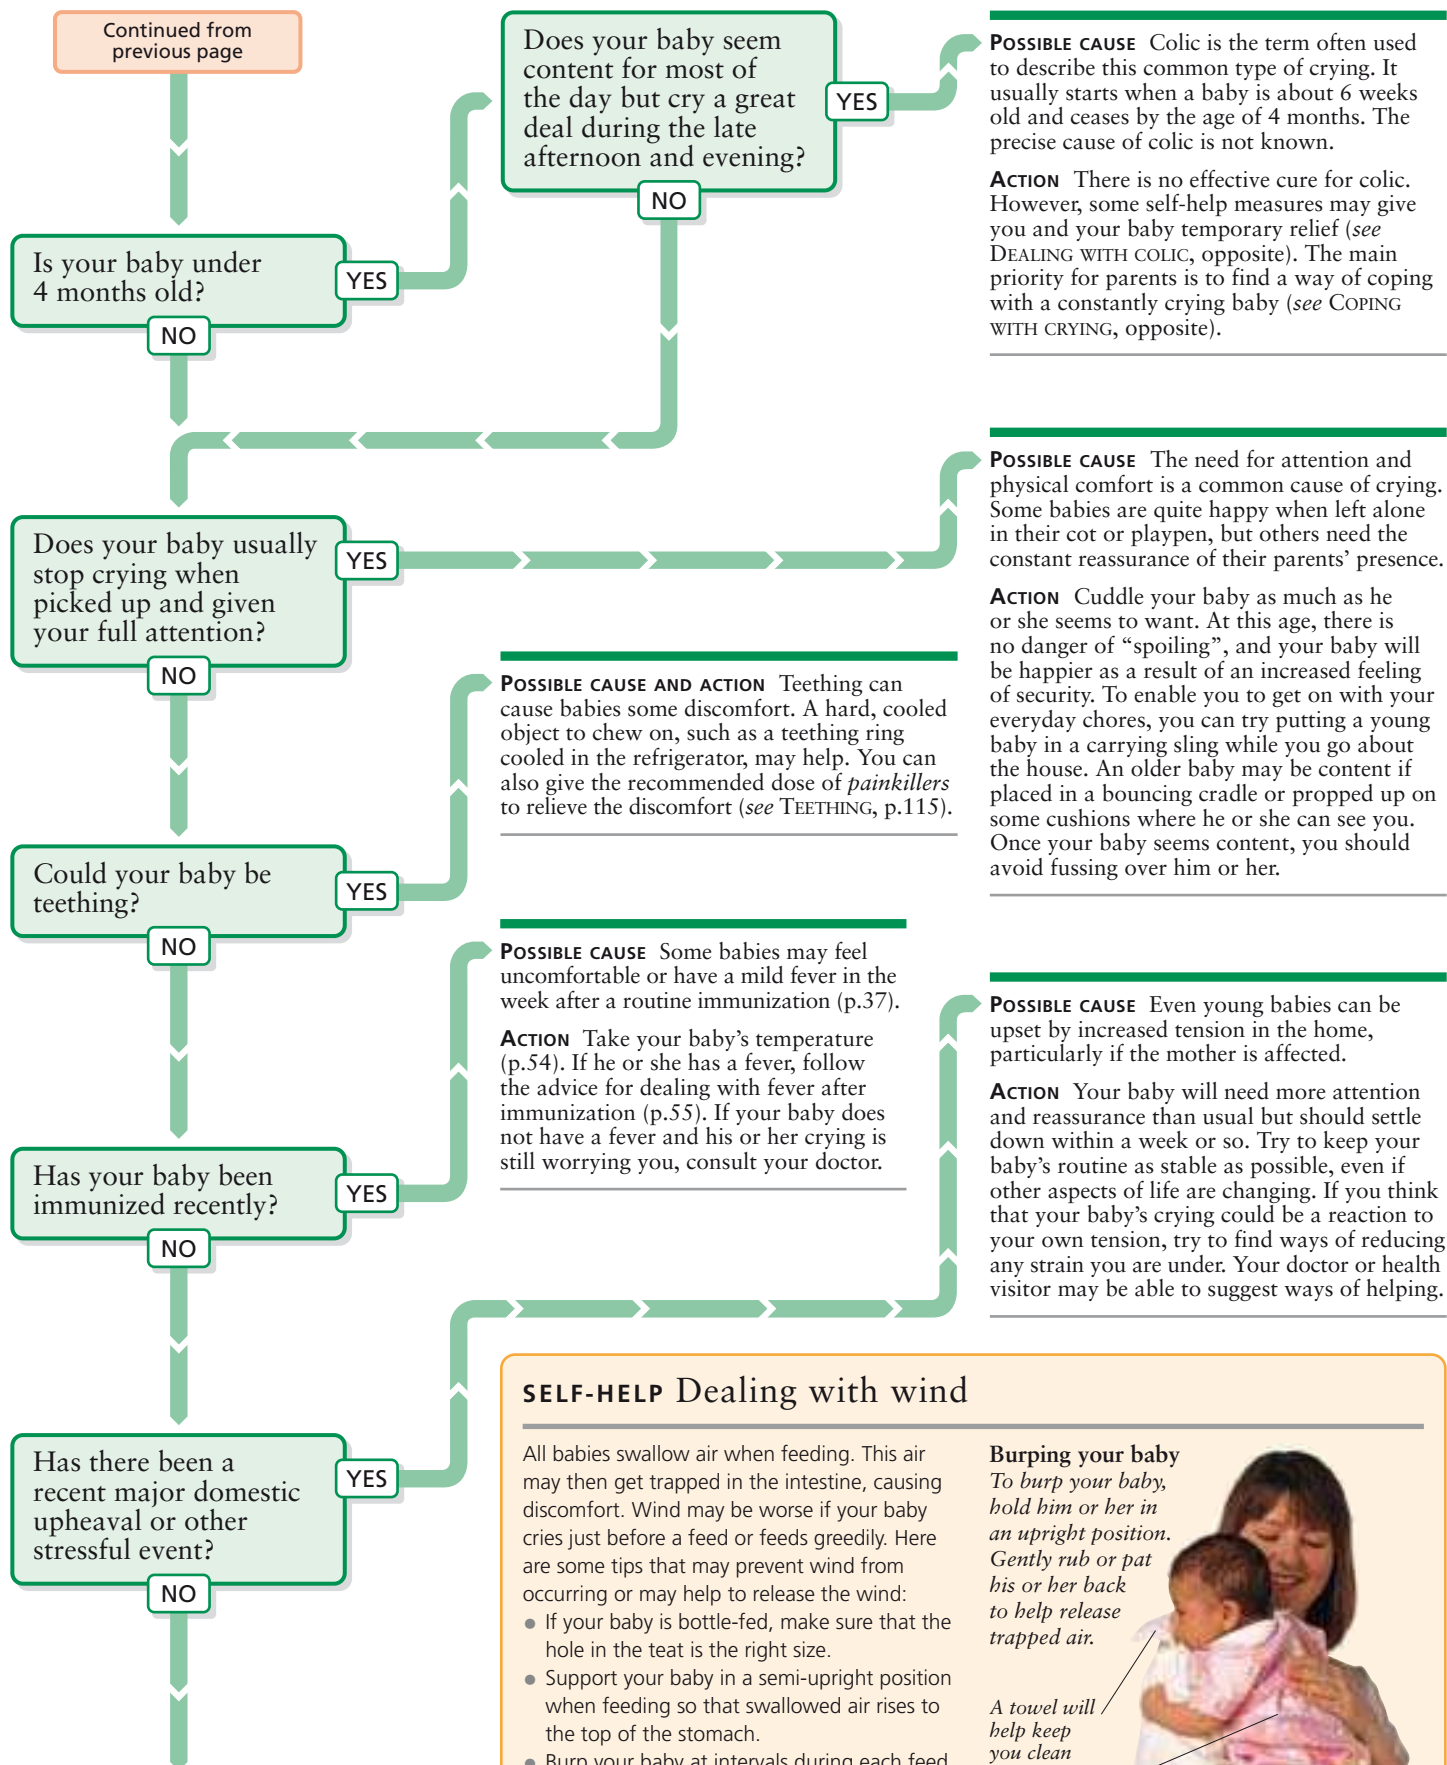 Continued from
previous page
Does your baby seem
content for most of
the day but cry a great
deal during the late
afternoon and evening?
YES
NO
POSSIBLE CAUSE Colic is the term often used
to describe this common type of crying. It
usually starts when a baby is about 6 weeks
old and ceases by the age of 4 months. The
precise cause of colic is not known.
ACTION There is no effective cure for colic.
However, some self-help measures may give
you and your baby temporary relief (see
DEALING WITH COLIC, opposite). The main
priority for parents is to find a way of coping
with a constantly crying baby (see COPING
WITH CRYING, opposite).
Is your baby under
4 months old?
YES
NO
Does your baby usually
stop crying when
picked up and given
your full attention?
YES
NO
POSSIBLE CAUSE The need for attention and
physical comfort is a common cause of crying.
Some babies are quite happy when left alone
in their cot or playpen, but others need the
constant reassurance of their parents' presence.
ACTION Cuddle your baby as much as he
or she seems to want. At this age, there is
no danger of “spoiling”, and your baby will
be happier as a result of an increased feeling
of security. To enable you to get on with your
everyday chores, you can try putting a young
baby in a carrying sling while you go about
the house. An older baby may be content if
placed in a bouncing cradle or propped up on
some cushions where he or she can see you.
Once your baby seems content, you should
avoid fussing over him or her.
POSSIBLE CAUSE AND ACTION Teething can
cause babies some discomfort. A hard, cooled
object to chew on, such as a teething ring
cooled in the refrigerator, may help. You can
also give the recommended dose of painkillers
to relieve the discomfort (see TEETHING, p.115).
Could your baby be
teething?
YES
NO
POSSIBLE CAUSE Some babies may feel
uncomfortable or have a mild fever in the
week after a routine immunization (p.37).
ACTION Take your baby's temperature
(p.54). If he or she has a fever, follow
the advice for dealing with fever after
immunization (p.55). If your baby does
not have a fever and his or her crying is
still worrying you, consult your doctor.
Has your baby been
immunized recently?
YES
NO
POSSIBLE CAUSE Even young babies can be
upset by increased tension in the home,
particularly if the mother is affected.
ACTION Your baby will need more attention
and reassurance than usual but should settle
down within a week or so. Try to keep your
baby's routine as stable as possible, even if
other aspects of life are changing. If you think
that your baby's crying could be a reaction to
your own tension, try to find ways of reducing
any strain you are under. Your doctor or health
visitor may be able to suggest ways of helping.
Has there been a
recent major domestic
upheaval or other
stressful event?
YES
NO
SELF-HELP Dealing with wind
All babies swallow air when feeding. This air
may then get trapped in the intestine, causing
discomfort. Wind may be worse if your baby
cries just before a feed or feeds greedily. Here
are some tips that may prevent wind from
occurring or may help to release the wind:
● If your baby is bottle-fed, make sure that the
hole in the teat is the right size.
● Support your baby in a semi-upright position
when feeding so that swallowed air rises to
the top of the stomach.
● Burp your baby at intervals during each feed
Burping your baby
To burp your baby,
hold him or her in
an upright position.
Gently rub or pat
his or her back
to help release
trapped air.
A towel will
help keep
you clean